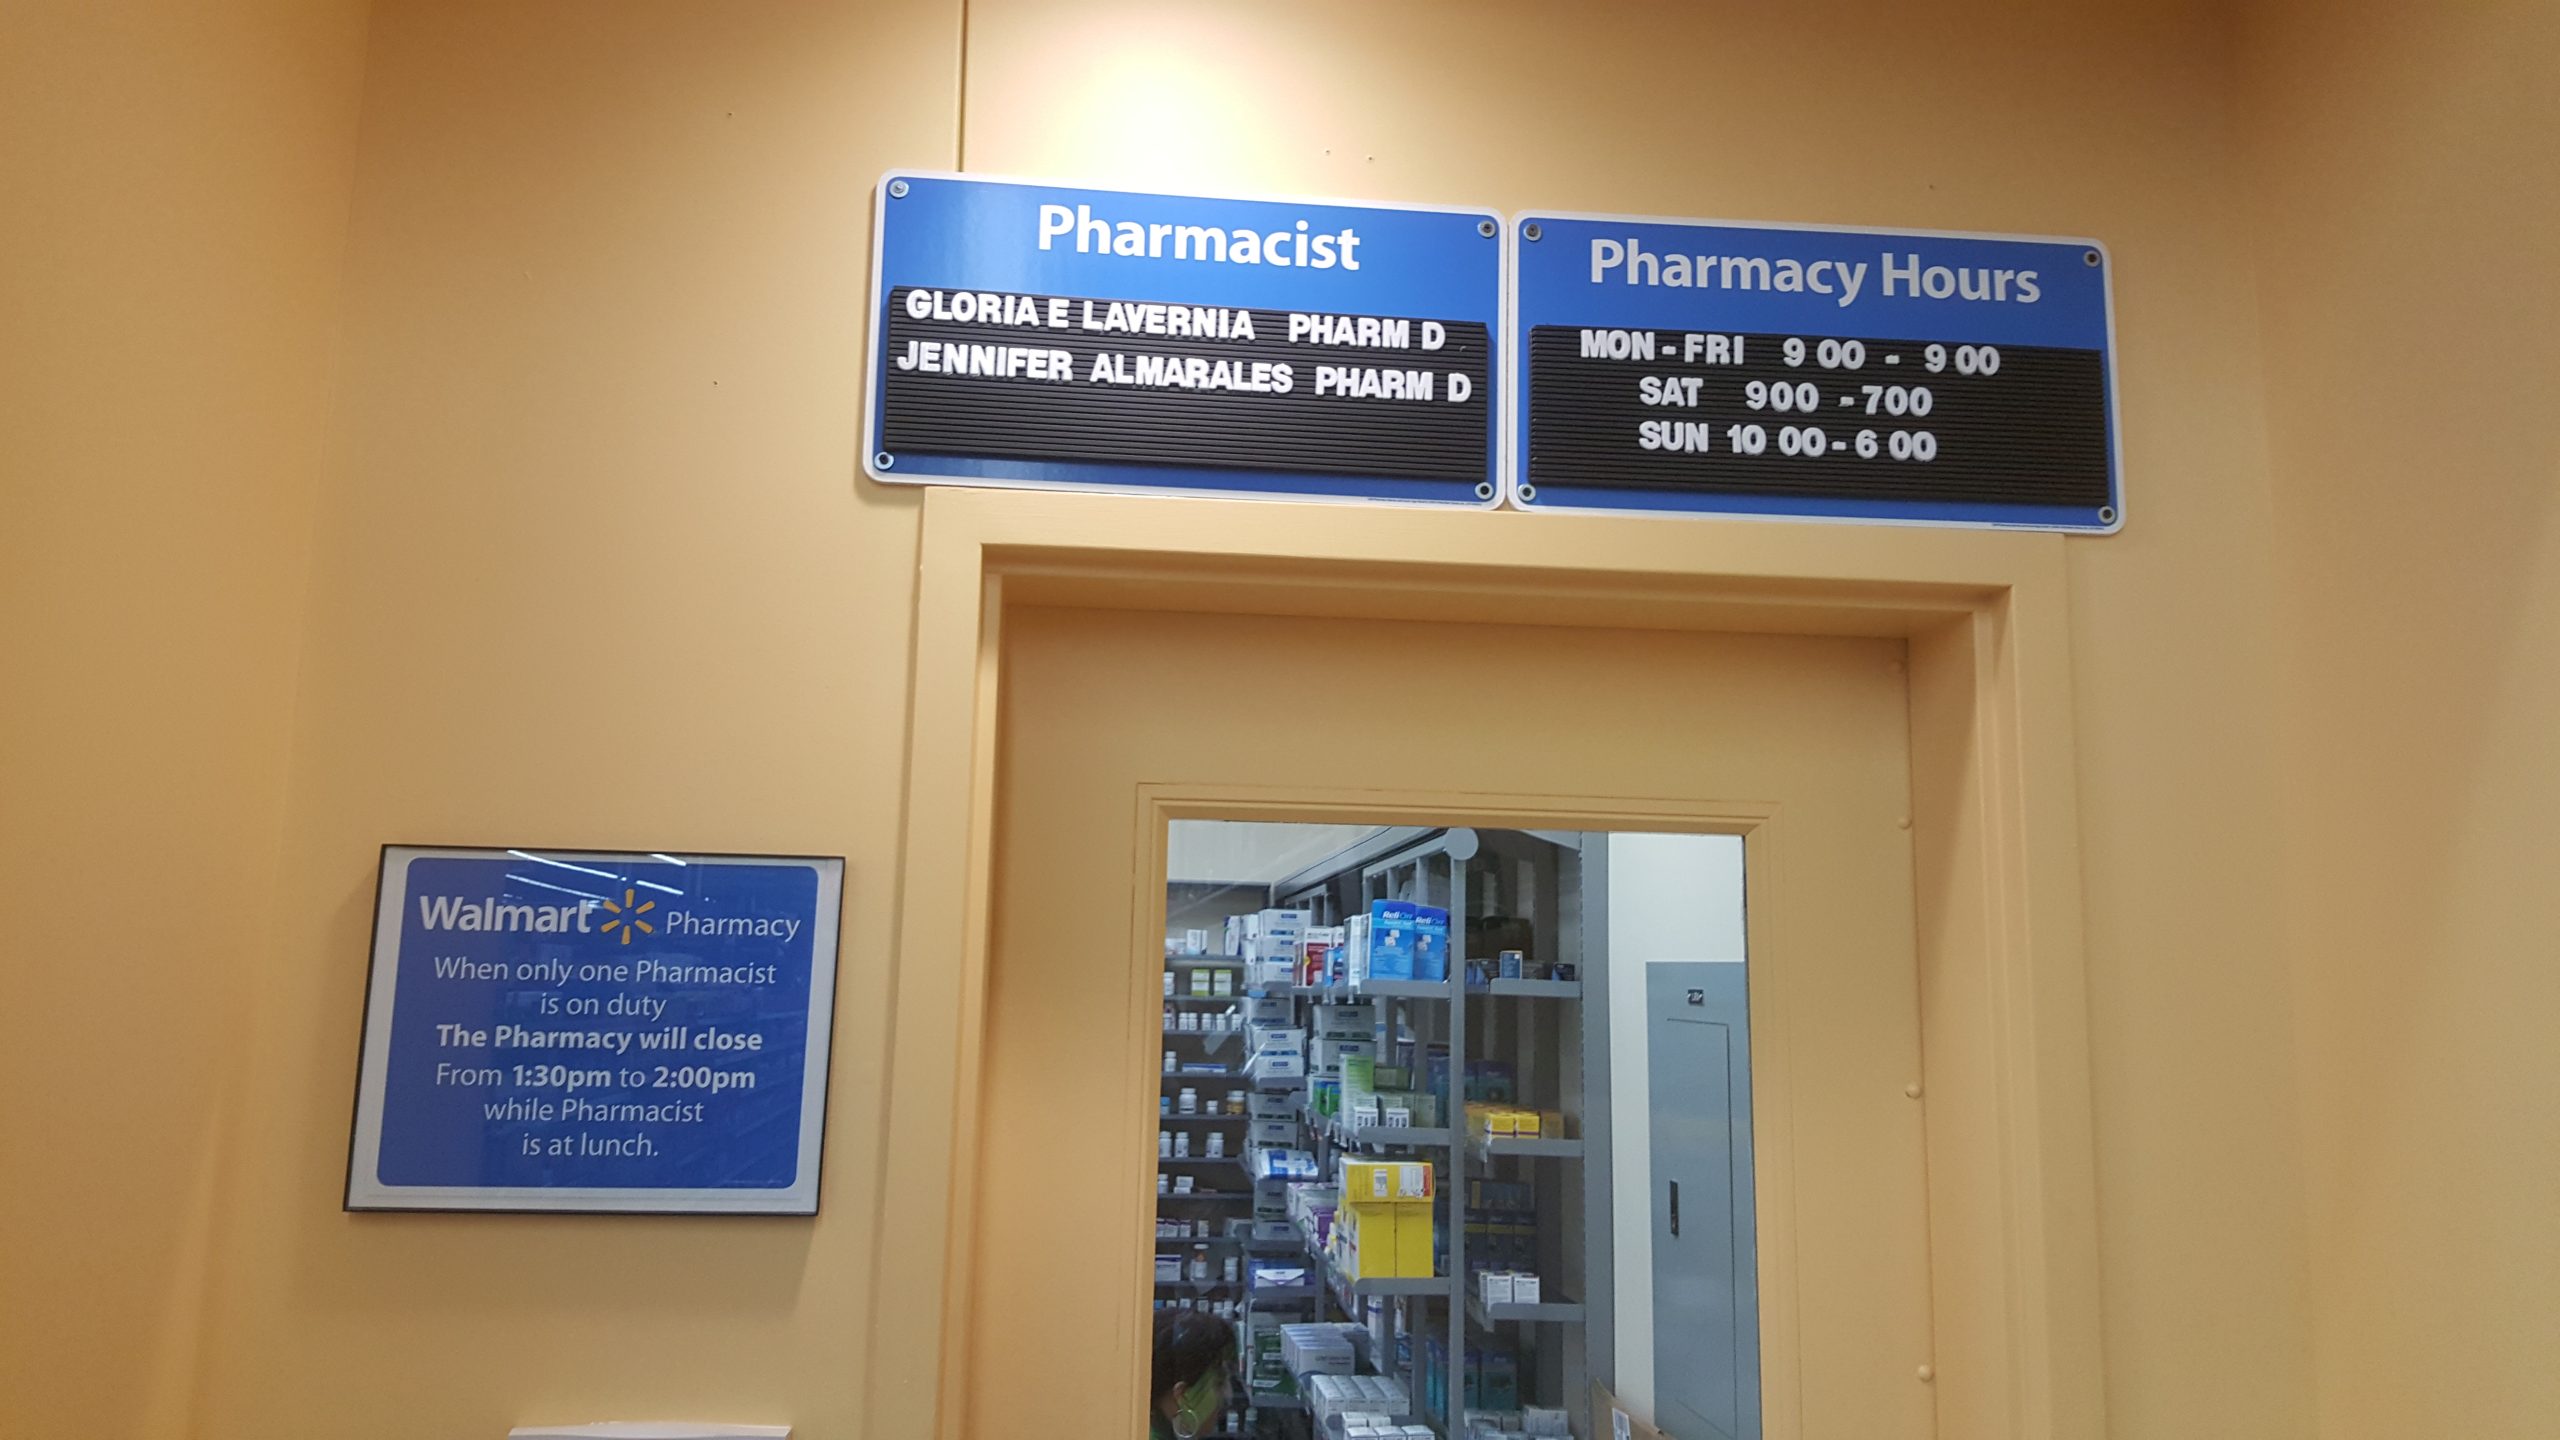 Pharmacist
GLORIA E LAVERNIA PHARM D
JENNIFER ALMARALES PHARM D
Pharmacy Hours
MON - FRI 9 00 - 9 00
SAT 900 - 700
SUN 10 00 - 6 00
Walmart Pharmacy
When only one Pharmacist
is on duty
The Pharmacy will close
From 1:30pm to 2:00pm
while Pharmacist
is at lunch.
ReliOn ReliOn